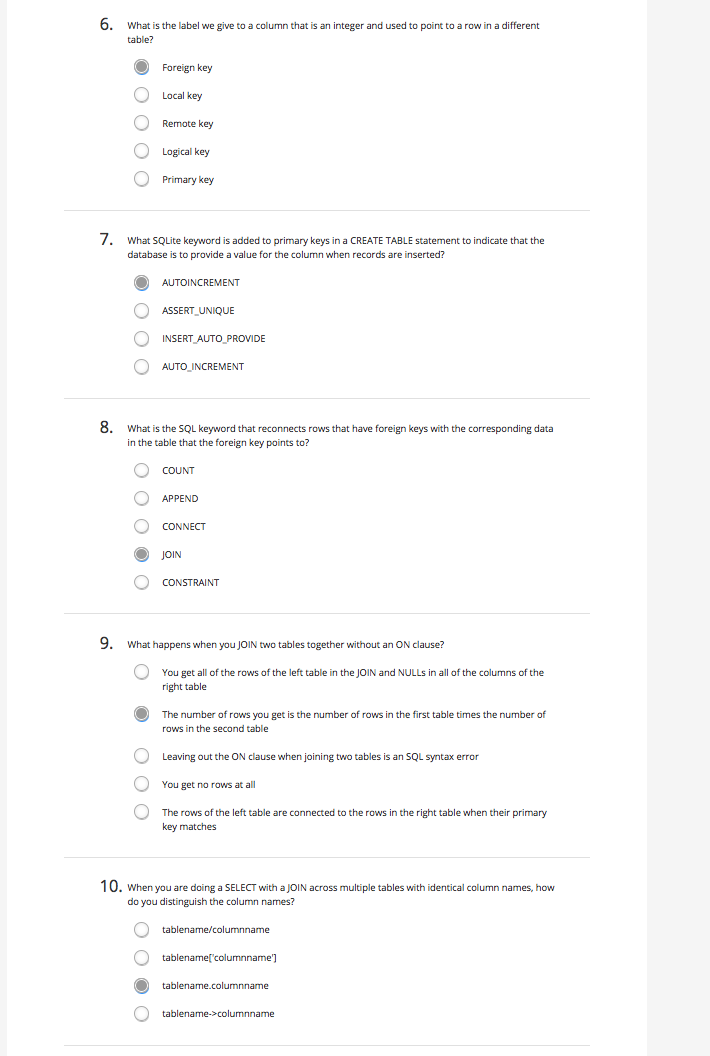 6. What is the label we give to a column that is an integer and used to point to a row in a different
table?
Foreign key
Local key
Remote key
Logical key
Primary key
7. What SQLite keyword is added to primary keys in a CREATE TABLE statement to indicate that the
database is to provide a value for the column when records are inserted?
AUTOINCREMENT
ASSERT_UNIQUE
INSERT_AUTO_PROVIDE
AUTO_INCREMENT
8. What is the SQL keyword that reconnects rows that have foreign keys with the corresponding data
in the table that the foreign key points to?
COUNT
APPEND
CONNECT
JOIN
CONSTRAINT
9. What happens when you JOIN two tables together without an ON clause?
You get all of the rows of the left table in the JOIN and NULLs in all of the columns of the
right table
The number of rows you get is the number of rows in the first table times the number of
rows in the second table
Leaving out the ON clause when joining two tables is an SQL syntax error
You get no rows at all
The rows of the left table are connected to the rows in the right table when their primary
key matches
10. When you are doing a SELECT with a JOIN across multiple tables with identical column names, how
do you distinguish the column names?
tablename/columnname
tablename['columnname']
tablename.columnname
tablename->columnname